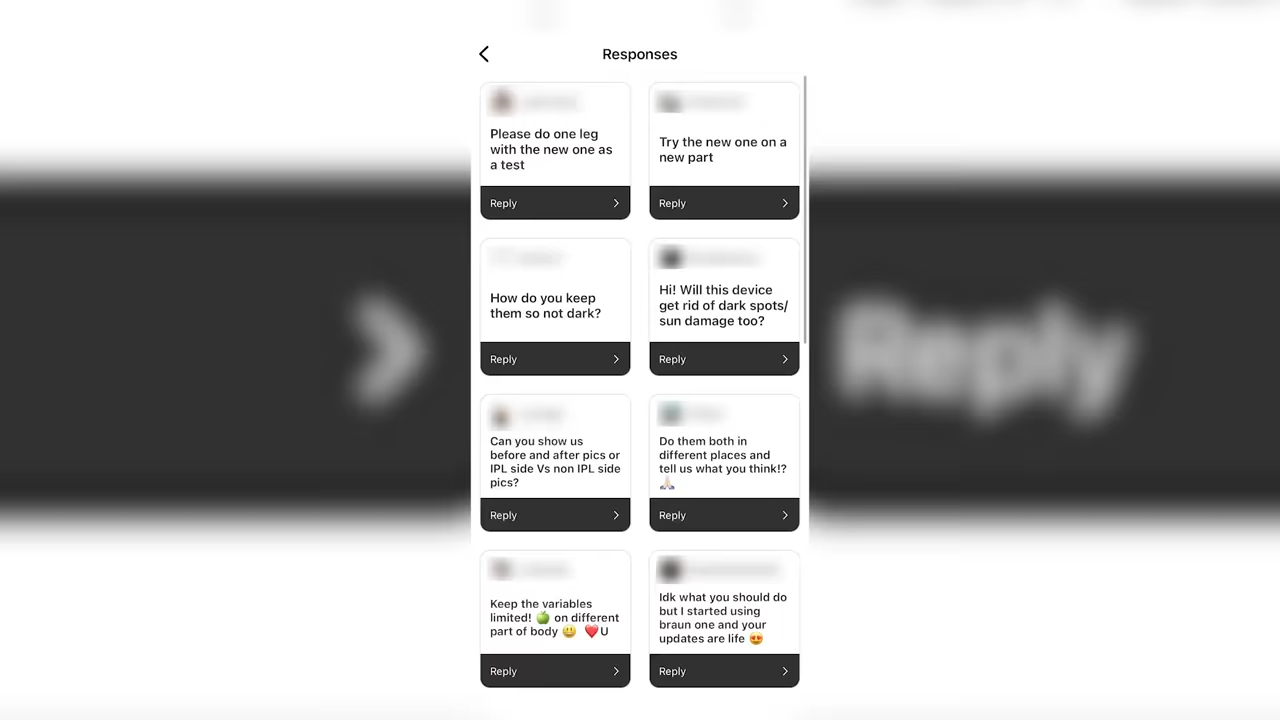 Responses
Please do one leg
with the new one as
a test
Reply
Try the new one on a
new part
Reply
How do you keep
them so not dark?
Reply
Hi! Will this device
get rid of dark spots/
sun damage too?
Reply
Can you show us
before and after pics or
IPL side Vs non IPL side
pics?
Reply
Do them both in
different places and
tell us what you think!?
🙏🏻
Reply
Keep the variables
limited! 🍏 on different
part of body 😃 ❤️U
Reply
Idk what you should do
but I started using
braun one and your
updates are life 😍
Reply
Reply